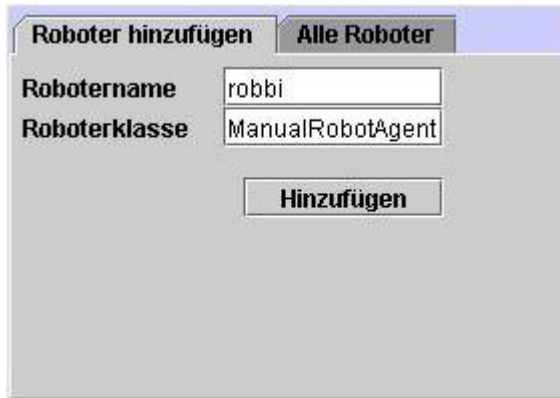 Roboter hinzufügen Alle Roboter
Robotername robbi
Roboterklasse ManualRobotAgent
Hinzufügen